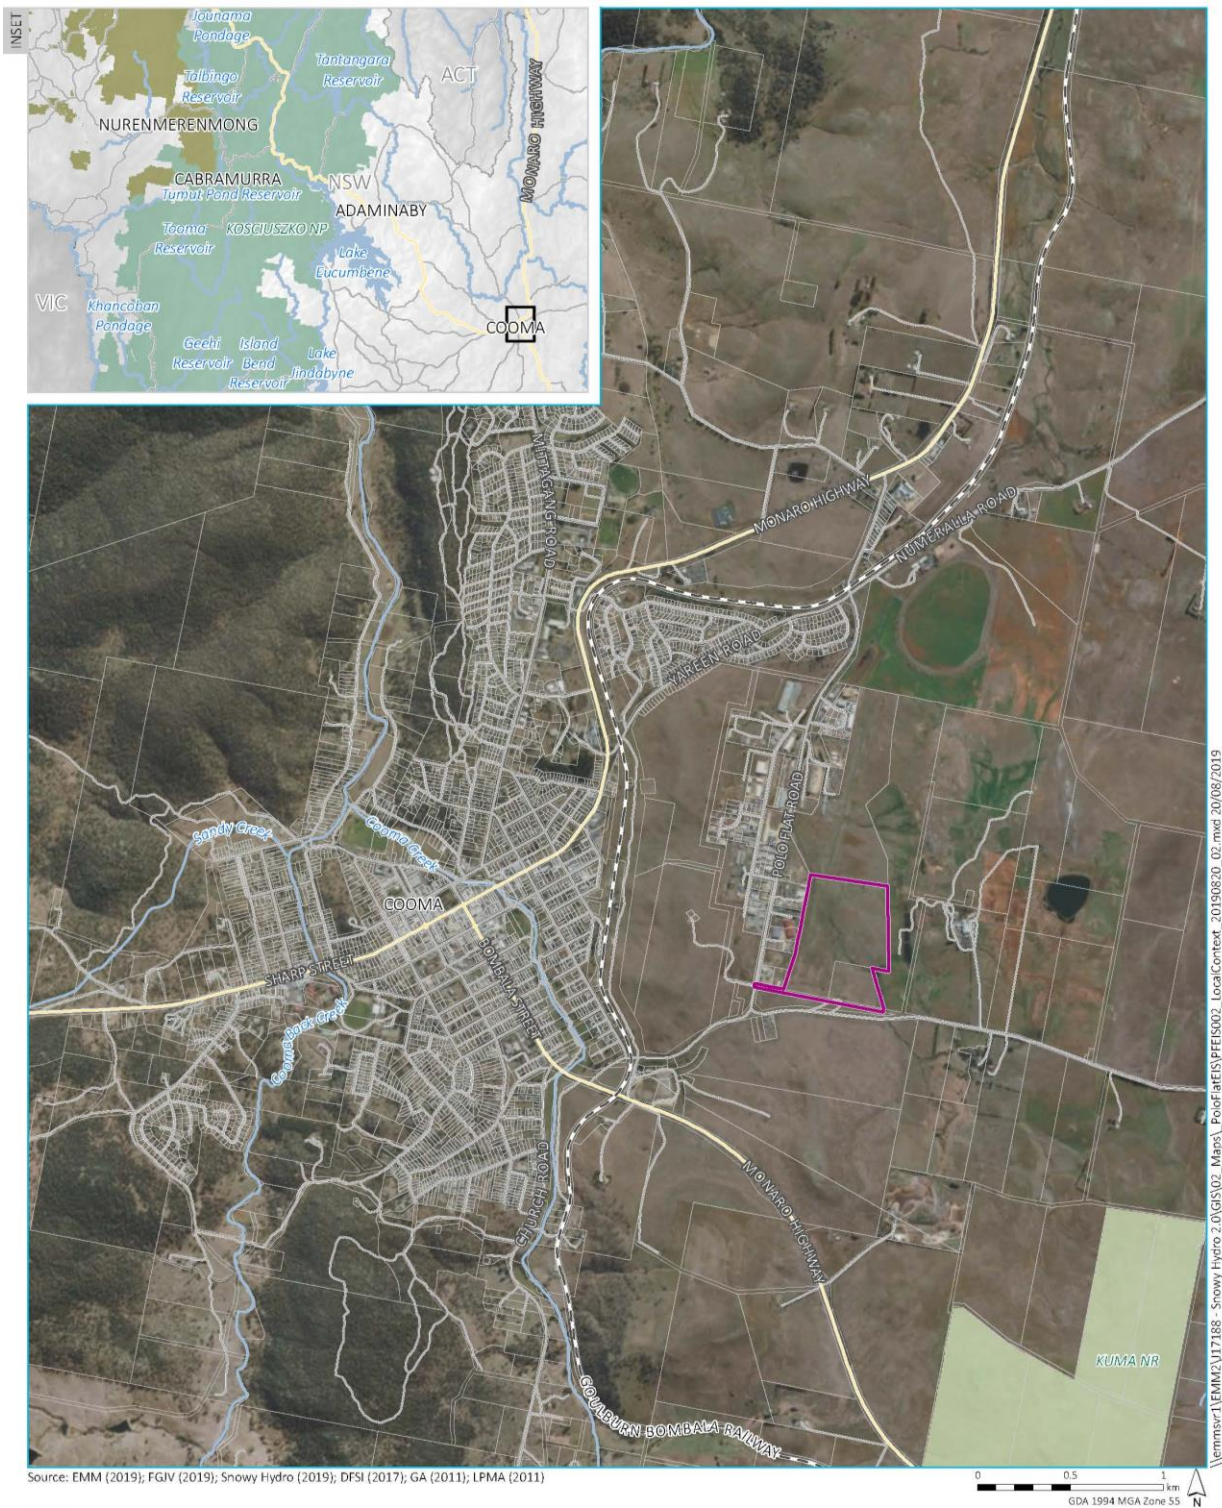 INSET
Jounama
Pondage
Talbingo
Reservoir
Tantangara
Reservoir
ACT
MONARO HIGHWAY
NURENMERENMONG
CABRAMURRA
NSW
Tumut Pond Reservoir
ADAMINABY
Tooma
Reservoir
KOSCIUSZKO NP
Lake
Eucumbene
VIC
Khancoban
Pondage
COOMA
Geehi
Reservoir
Island
Bend
Reservoir
Lake
Jindabyne
MITTAGANG ROAD
MONARO HIGHWAY
NUMERALLA ROAD
YAREEN ROAD
POLO FLAT ROAD
Sandy Creek
Cooma Creek
COOMA
SHARP STREET
BOMBALA STREET
Cooma Back Creek
CHURCH ROAD
MONARO HIGHWAY
KUMA NR
GOULBURN BOMBALA RAILWAY
\\emmsvr1\EMM2\J17188 - Snowy Hydro 2.0\GIS\02_Maps\_PoloFlatEIS\PFEIS002_LocalContext_20190820_02.mxd 20/08/2019
Source: EMM (2019); FGJV (2019); Snowy Hydro (2019); DFSI (2017); GA (2011); LPMA (2011)
0 0.5 1
km
GDA 1994 MGA Zone 55
N